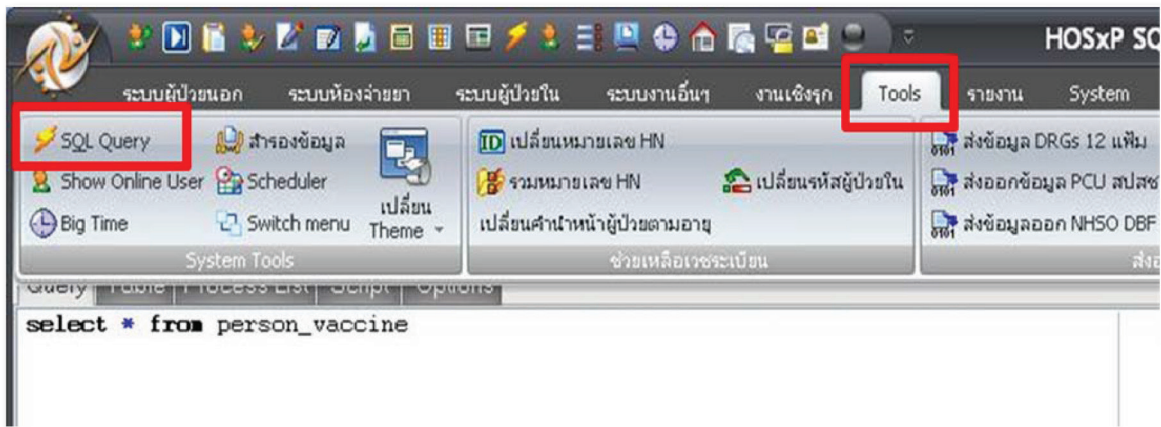 HOSxP SQ
ระบบผู้ป่วยนอก ระบบห้องจ่ายยา ระบบผู้ป่วยใน ระบบงานอื่นๆ งานเชิงรุก Tools รายงาน System
SQL Query สำรองข้อมูล ID เปลี่ยนหมายเลข HN ส่งข้อมูล DRGs 12 แฟ้ม
Show Online User Scheduler รวมหมายเลข HN เปลี่ยนรหัสผู้ป่วยใน ส่งออกข้อมูล PCU สปสช
Big Time Switch menu เปลี่ยน Theme เปลี่ยนคำนำหน้าผู้ป่วยตามอายุ ส่งข้อมูลออก NHSO DBF
System Tools ช่วยเหลือเวชระเบียน ส่งอ
Query Table Process List Script Options
select * from person_vaccine